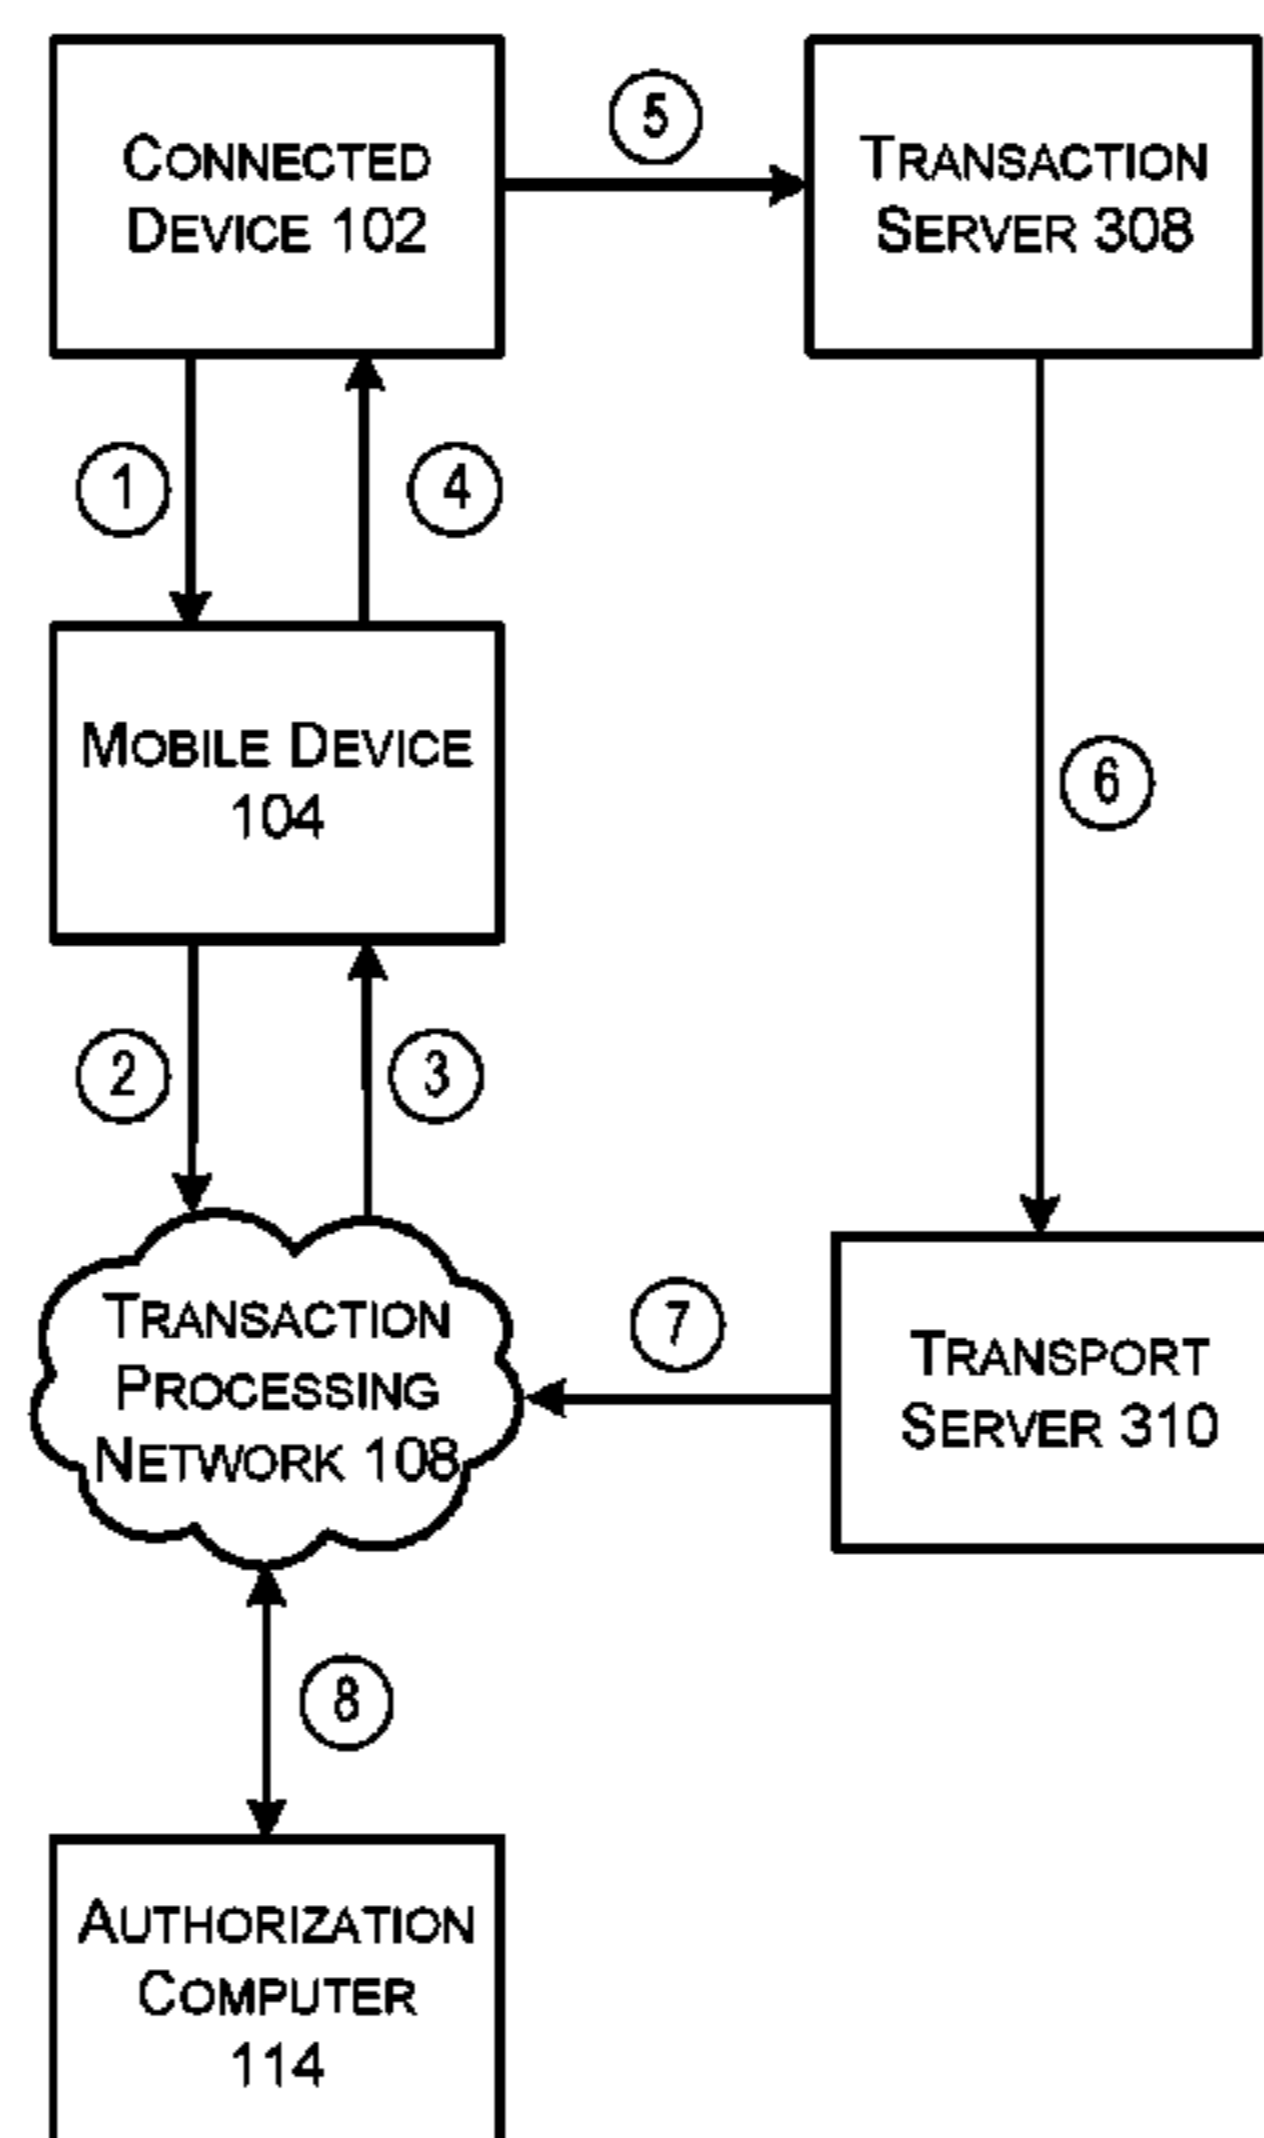 CONNECTED
DEVICE 102
5
TRANSACTION
SERVER 308
1
4
MOBILE DEVICE
104
6
2
3
TRANSACTION
PROCESSING
NETWORK 108
7
TRANSPORT
SERVER 310
8
AUTHORIZATION
COMPUTER
114